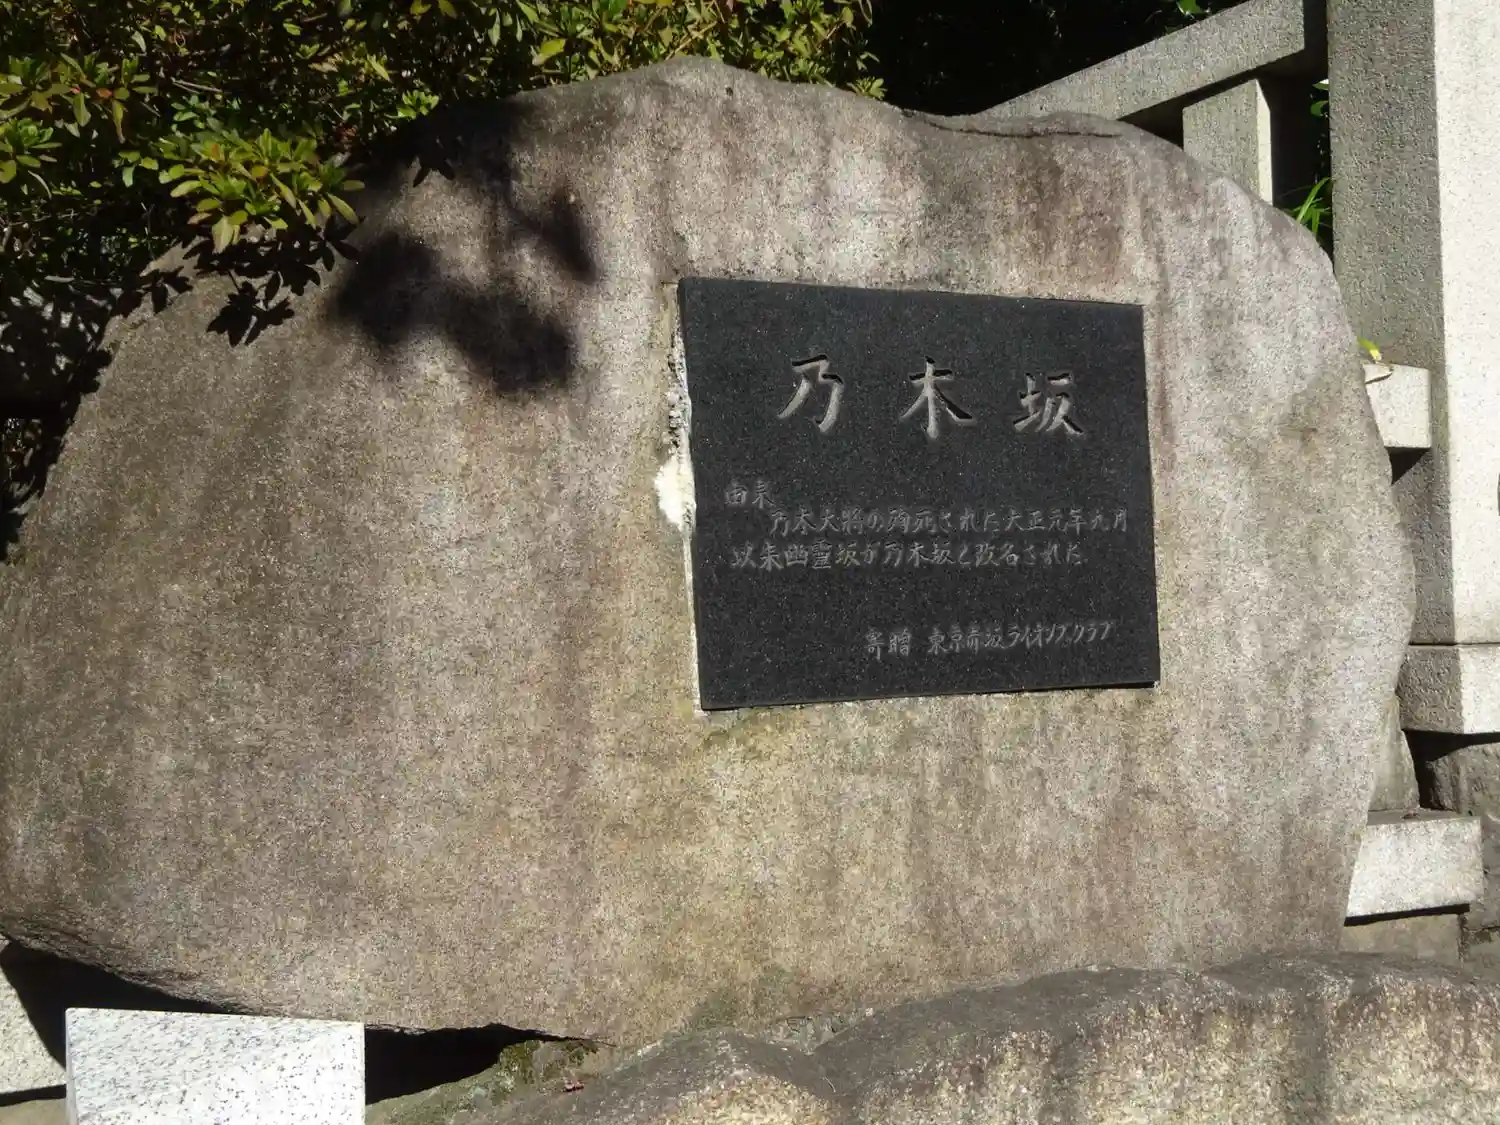 乃木坂
由来
乃木大将の殉死された大正元年九月
以来幽霊坂が乃木坂と改名された
寄贈 東京赤坂ライオンズクラブ